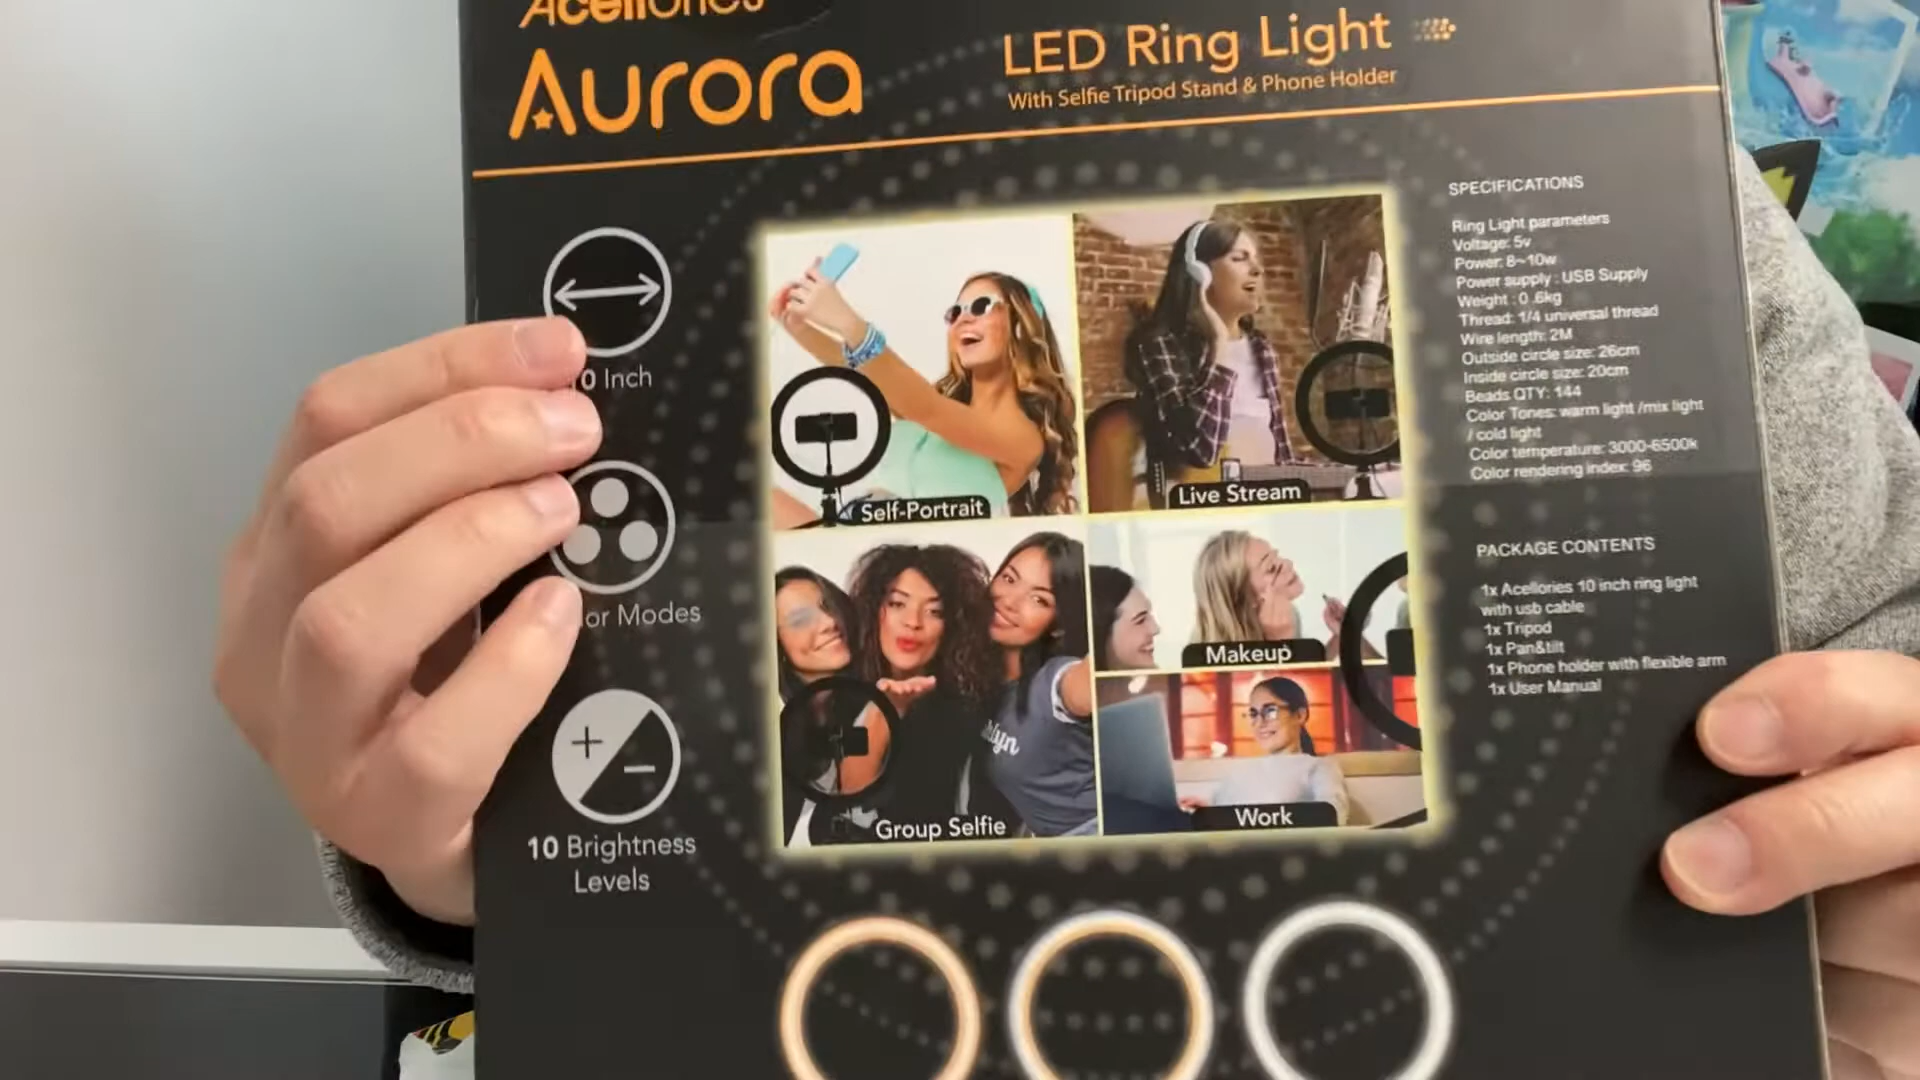 Acellories
Aurora
LED Ring Light
With Selfie Tripod Stand & Phone Holder
0 Inch
or Modes
10 Brightness
Levels
Self-Portrait
Live Stream
Group Selfie
Makeup
Work
SPECIFICATIONS
Ring Light parameters
Voltage: 5v
Power: 8~10w
Power supply : USB Supply
Weight : 0 .6kg
Thread: 1/4 universal thread
Wire length: 2M
Outside circle size: 26cm
Inside circle size: 20cm
Beads QTY: 144
Color Tones: warm light /mix light
/ cold light
Color temperature: 3000-6500k
Color rendering index: 96
PACKAGE CONTENTS
1x Acellories 10 inch ring light
with usb cable
1x Tripod
1x Pan&tilt
1x Phone holder with flexible arm
1x User Manual